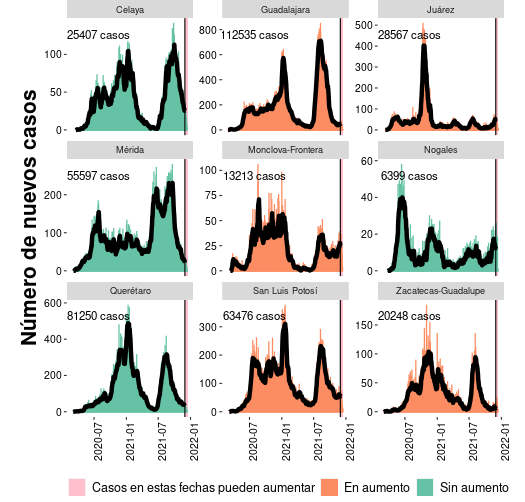 Número de nuevos casos
Celaya
Guadalajara
Juárez
25407 casos
112535 casos
28567 casos
100
50
0
800
600
400
200
0
500
400
300
200
100
0
Mérida
Monclova-Frontera
Nogales
55597 casos
13213 casos
6399 casos
200
100
0
100
75
50
25
0
60
40
20
0
Querétaro
San Luis Potosí
Zacatecas-Guadalupe
81250 casos
63476 casos
20248 casos
600
400
200
0
300
200
100
0
150
100
50
0
2020-07
2021-01
2021-07
2022-01
2020-07
2021-01
2021-07
2022-01
2020-07
2021-01
2021-07
2022-01
Casos en estas fechas pueden aumentar
En aumento
Sin aumento